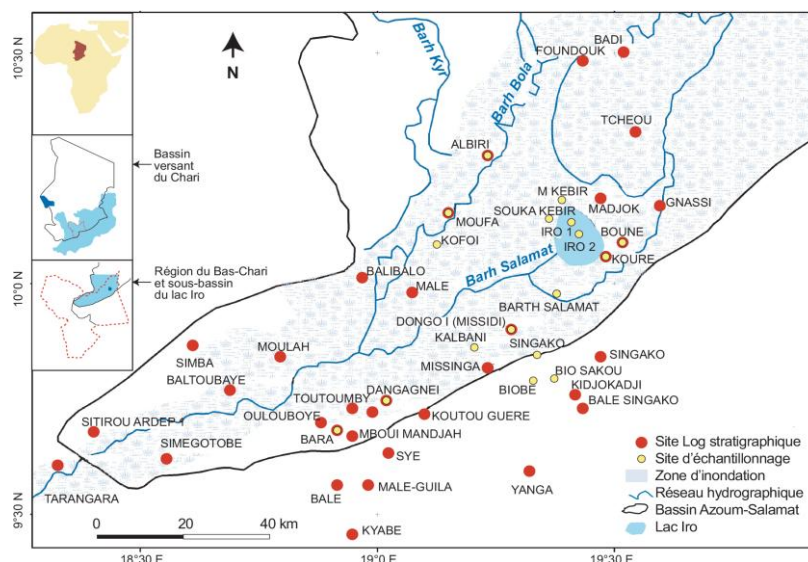 10°30 N
10°0 N
9°30 N
18°30 E
19°0 E
19°30 E
N
Bassin
versant
du Chari
Région du Bas-Chari
et sous-bassin
du lac Iro
Barh Kyr
Barh Bola
Barh Salamat
BADI
FOUNDOUK
TCHEOU
ALBIRI
M KEBIR
MADJOK
GNASSI
SOUKA KEBIR
MOUFA
IRO 1
BOUNE
KOFOI
IRO 2
KOURE
BALIBALO
MALE
BARTH SALAMAT
DONGO I (MISSIDI)
KALBANI
SINGAKO
SIMBA
MOULAH
MISSINGA
SINGAKO
BIO SAKOU
BALTOUBAYE
BIOBE
KIDJOKADJI
DANGAGNEI
TOUTOUMBY
BALE SINGAKO
OULOUBOYE
KOUTOU GUERE
SITIROU ARDEP 1
BARA
MBOUI MANDJAH
SIMEGOTOBE
SYE
TARANGARA
BALE
MALE-GUILA
YANGA
KYABE
0 20 40 km
Site Log stratigraphique
Site d'échantillonnage
Zone d'inondation
Réseau hydrographique
Bassin Azoum-Salamat
Lac Iro